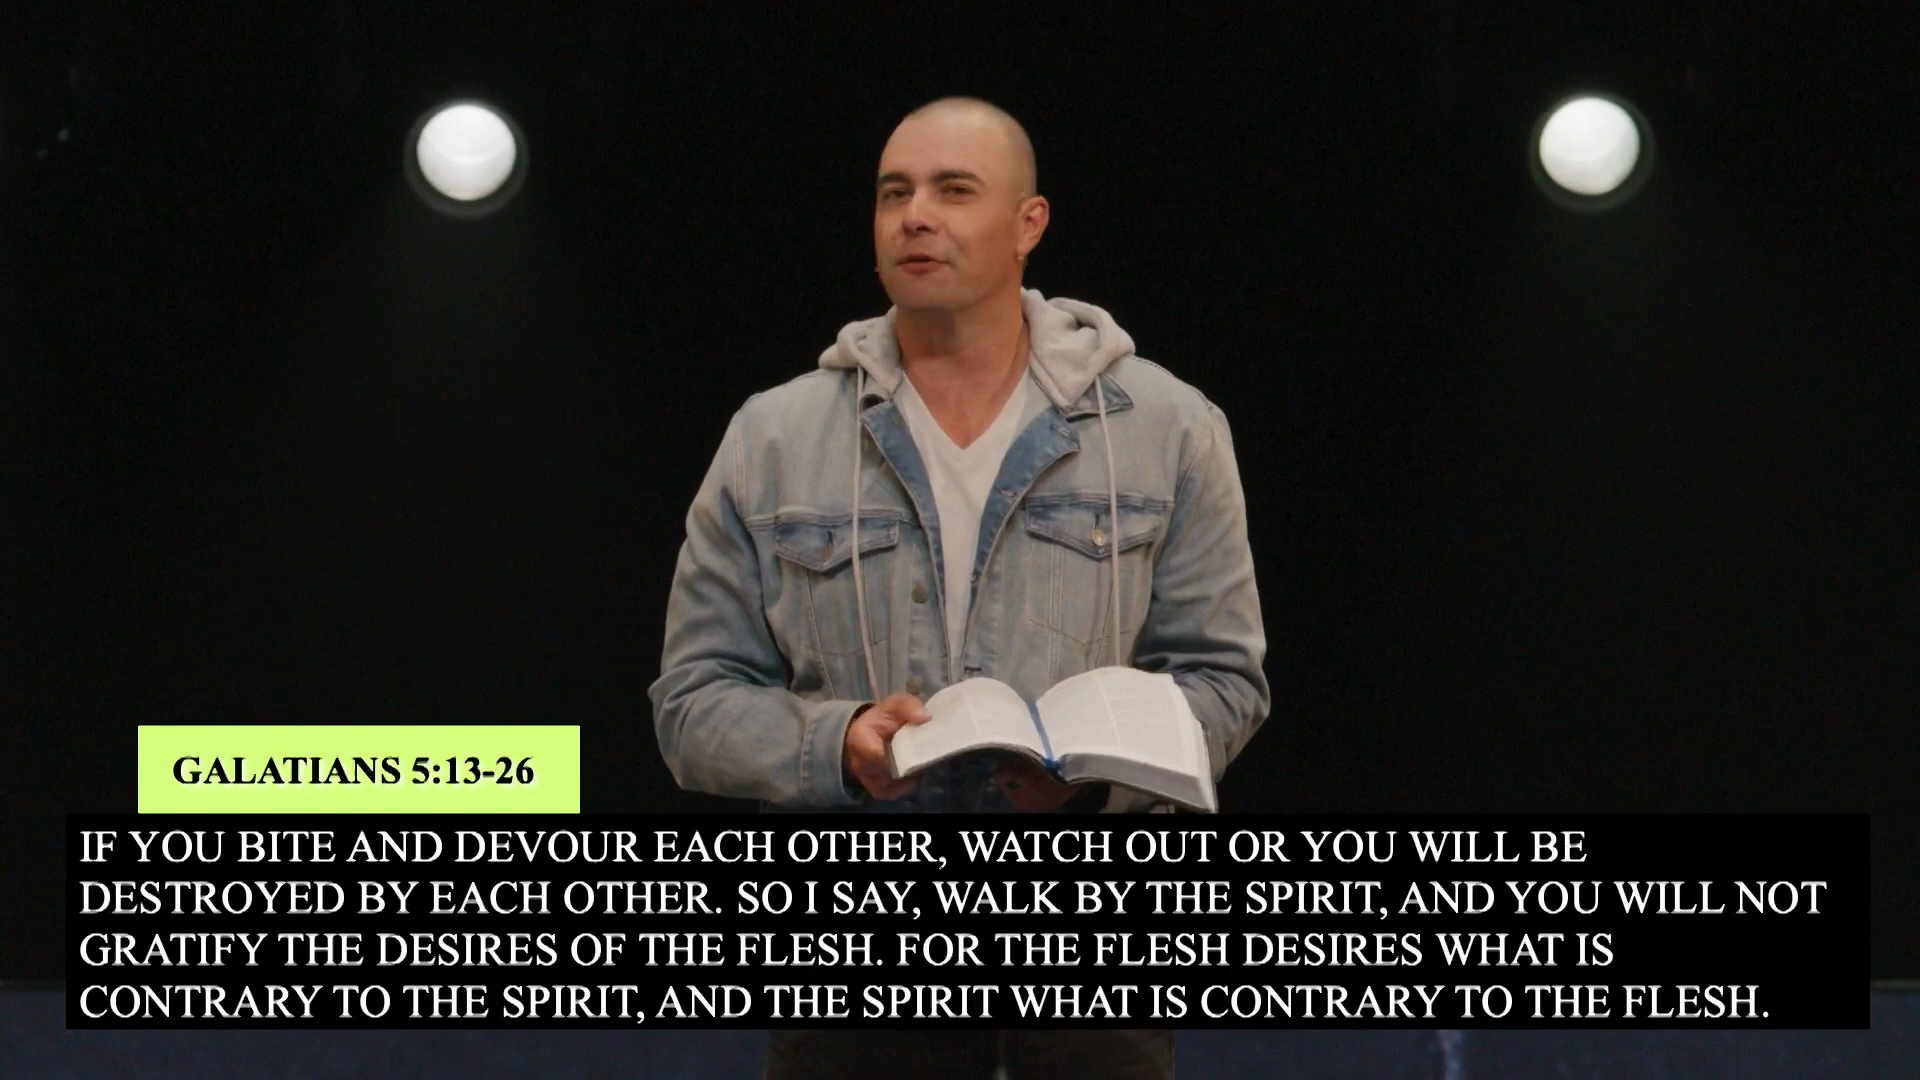 GALATIANS 5:13-26
IF YOU BITE AND DEVOUR EACH OTHER, WATCH OUT OR YOU WILL BE
DESTROYED BY EACH OTHER. SO I SAY, WALK BY THE SPIRIT, AND YOU WILL NOT
GRATIFY THE DESIRES OF THE FLESH. FOR THE FLESH DESIRES WHAT IS
CONTRARY TO THE SPIRIT, AND THE SPIRIT WHAT IS CONTRARY TO THE FLESH.